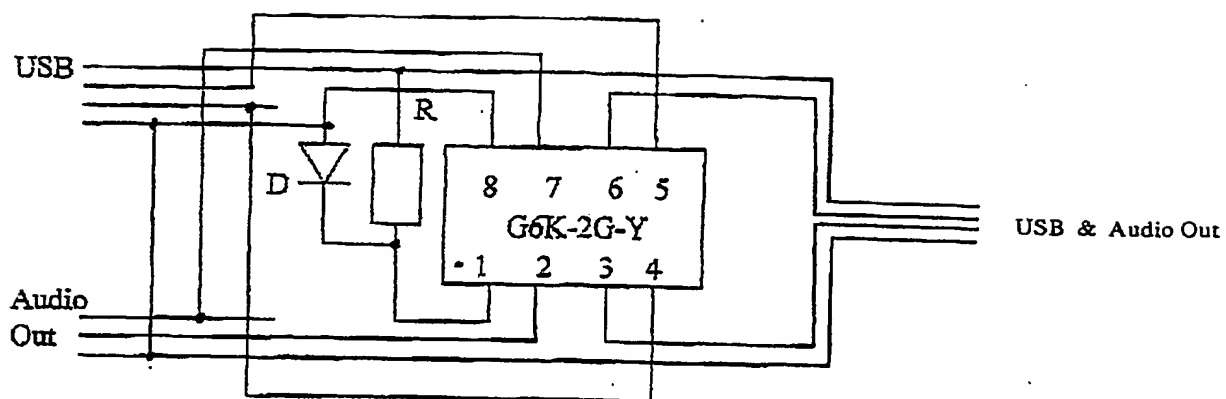 USB
R
D
8 7 6 5
G6K-2G-Y
1 2 3 4
USB & Audio Out
Audio
Out